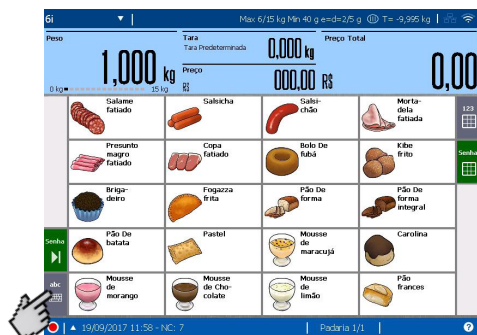 6i
Max 6/15 kg Min 40 g e=d=2/5 g III T= -9,995 kg
Peso
1,000 kg
0 kg
15 kg
Tara
Tara Predeterminada
0,000 kg
Preço
R$
000,00 R$
Preço Total
0,00
Salame
fatiado
Salsicha
Salsi-
chão
Morta-
dela
fatiada
123
Presunto
magro
fatiado
Copa
fatiado
Bolo De
fubá
Kibe
frito
Senha
Briga-
deiro
Fogazza
frita
Pão De
forma
Pão De
forma
integral
Senha
Pão De
batata
Pastel
Mousse
de
maracujá
Carolina
abc
Mousse
de
morango
Mousse
de Cho-
colate
Mousse
de
limão
Pão
frances
19/09/2017 11:58 - NC: 7
Padaria 1/1
?